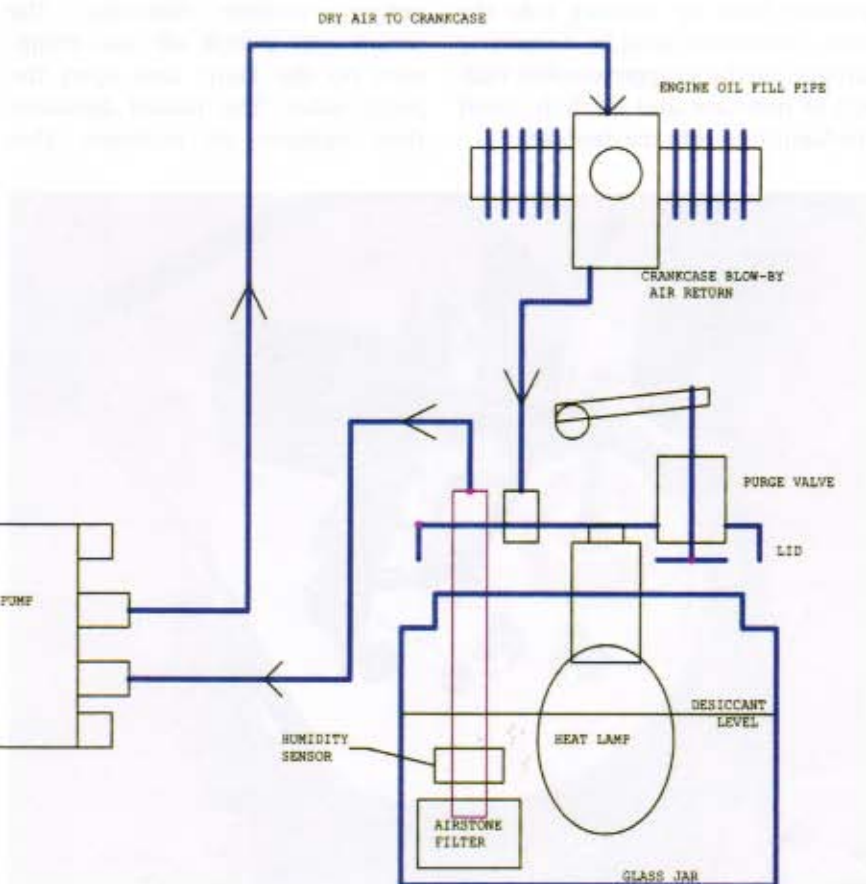 DRY AIR TO CRANKCASE
ENGINE OIL FILL PIPE
CRANKCASE BLOW-BY
AIR RETURN
PURGE VALVE
LID
PUMP
DESICCANT
LEVEL
HUMIDITY
SENSOR
HEAT LAMP
AIRSTONE
FILTER
GLASS JAR